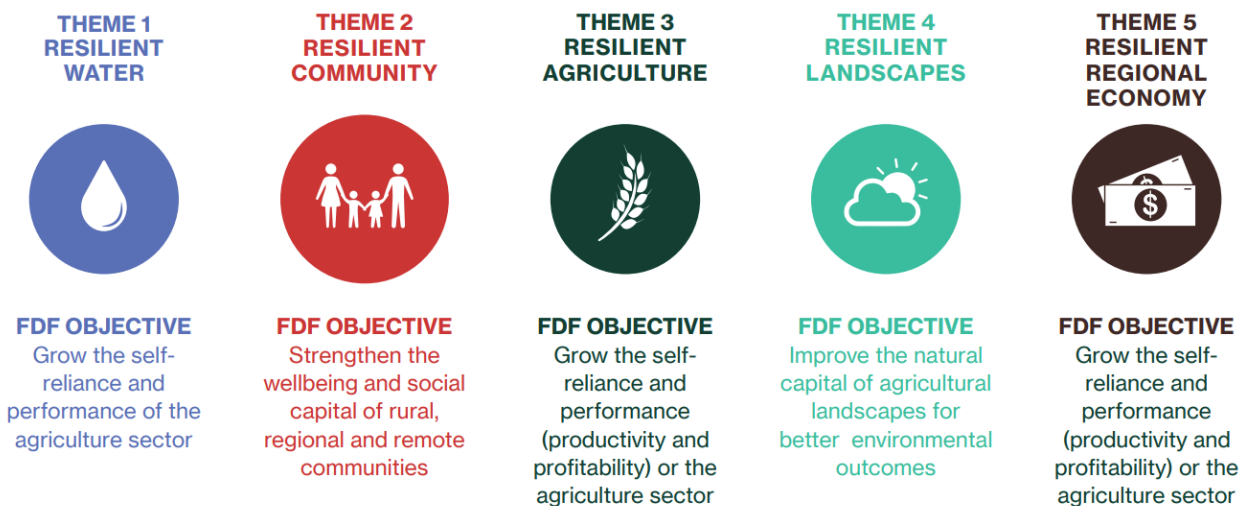 THEME 1
RESILIENT
WATER
FDF OBJECTIVE
Grow the self-
reliance and
performance of the
agriculture sector
THEME 2
RESILIENT
COMMUNITY
FDF OBJECTIVE
Strengthen the
wellbeing and social
capital of rural,
regional and remote
communities
THEME 3
RESILIENT
AGRICULTURE
FDF OBJECTIVE
Grow the self-
reliance and
performance
(productivity and
profitability) or the
agriculture sector
THEME 4
RESILIENT
LANDSCAPES
FDF OBJECTIVE
Improve the natural
capital of agricultural
landscapes for
better environmental
outcomes
THEME 5
RESILIENT
REGIONAL
ECONOMY
$
FDF OBJECTIVE
Grow the self-
reliance and
performance
(productivity and
profitability) or the
agriculture sector